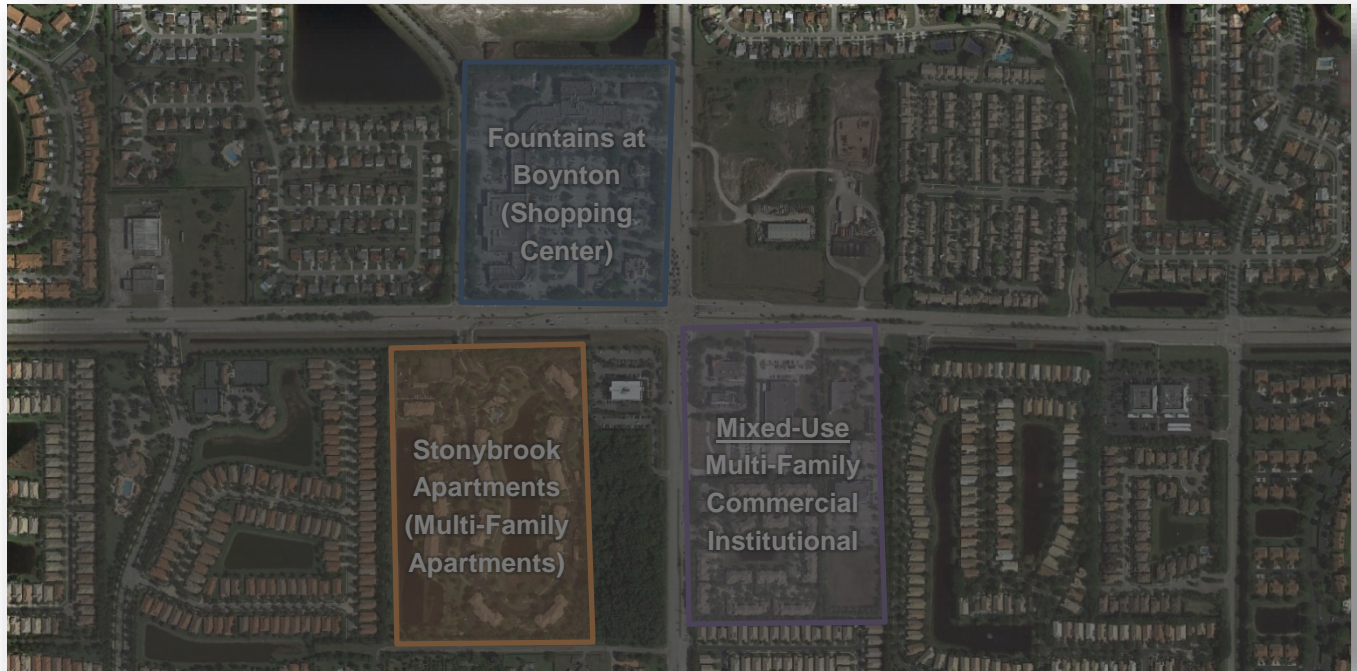 Fountains at
Boynton
(Shopping
Center)
Stonybrook
Apartments
(Multi-Family
Apartments)
Mixed-Use
Multi-Family
Commercial
Institutional